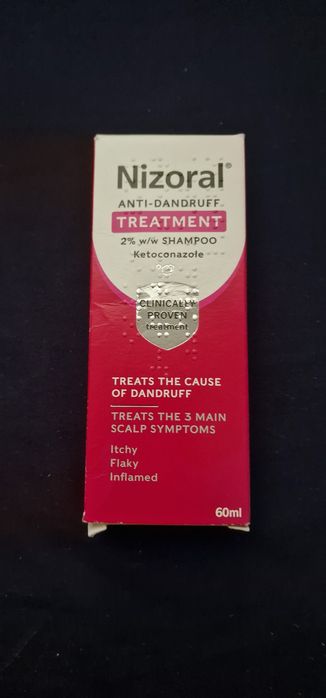 Nizoral®
ANTI-DANDRUFF
TREATMENT
2% w/w SHAMPOO
Ketoconazole
CLINICALLY
PROVEN
treatment
TREATS THE CAUSE
OF DANDRUFF
TREATS THE 3 MAIN
SCALP SYMPTOMS
Itchy
Flaky
Inflamed
60ml